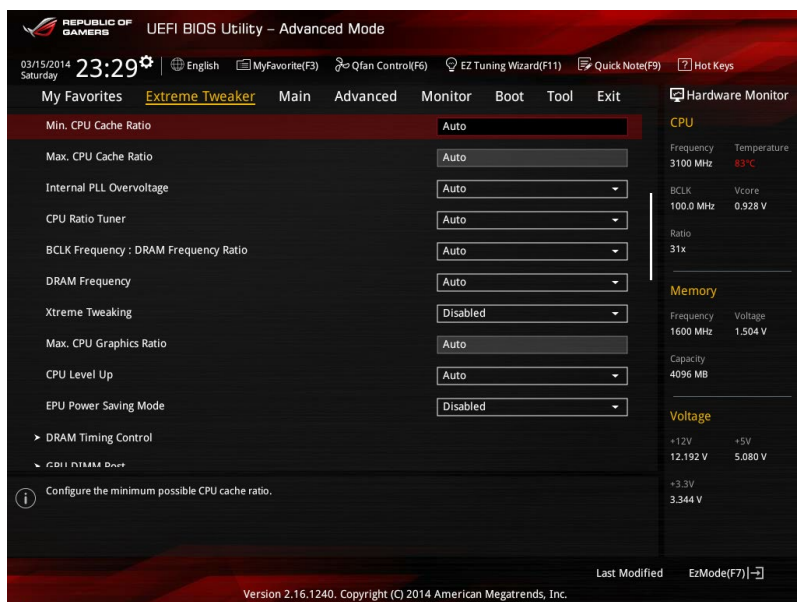 REPUBLIC OF
GAMERS
UEFI BIOS Utility – Advanced Mode
03/15/2014
Saturday
23:29
English
MyFavorite(F3)
Qfan Control(F6)
EZ Tuning Wizard(F11)
Quick Note(F9)
? Hot Keys
My Favorites Extreme Tweaker Main Advanced Monitor Boot Tool Exit
Hardware Monitor
Min. CPU Cache Ratio Auto
Max. CPU Cache Ratio Auto
Internal PLL Overvoltage Auto
CPU Ratio Tuner Auto
BCLK Frequency : DRAM Frequency Ratio Auto
DRAM Frequency Auto
Xtreme Tweaking Disabled
Max. CPU Graphics Ratio Auto
CPU Level Up Auto
EPU Power Saving Mode Disabled
> DRAM Timing Control
> GPU DIMM Post
Configure the minimum possible CPU cache ratio.
CPU
Frequency Temperature
3100 MHz 83°C
BCLK Vcore
100.0 MHz 0.928 V
Ratio
31x
Memory
Frequency Voltage
1600 MHz 1.504 V
Capacity
4096 MB
Voltage
+12V +5V
12.192 V 5.080 V
+3.3V
3.344 V
Last Modified
EzMode(F7)
Version 2.16.1240. Copyright (C) 2014 American Megatrends, Inc.